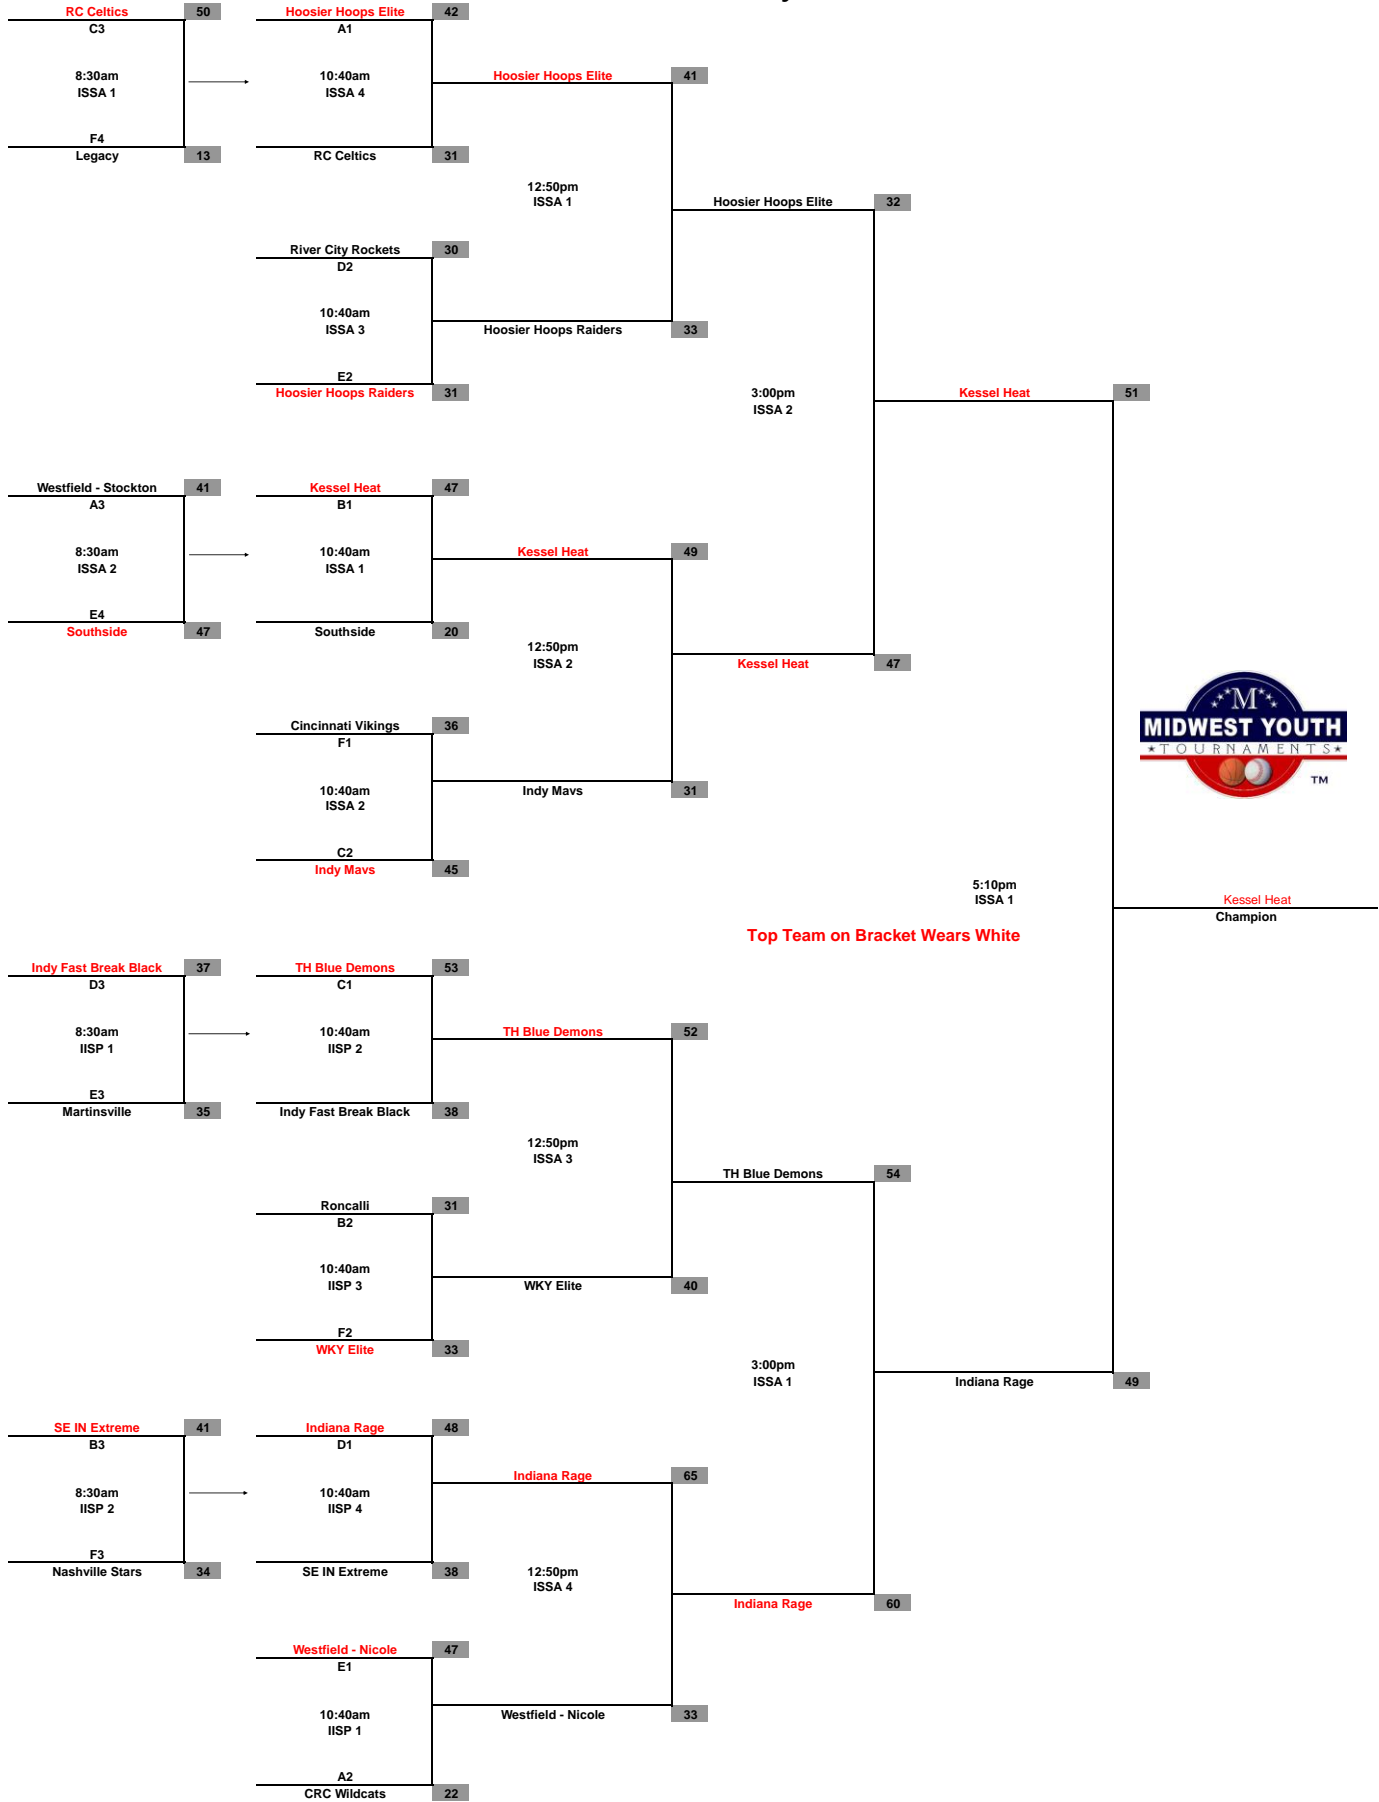 RC Celtics 50
C3
8:30am
ISSA 1
F4
Legacy 13
Hoosier Hoops Elite 42
A1
10:40am
ISSA 4
RC Celtics 31
Hoosier Hoops Elite 41
12:50pm
ISSA 1
River City Rockets 30
D2
10:40am
ISSA 3
E2
Hoosier Hoops Raiders 31
Hoosier Hoops Raiders 33
Hoosier Hoops Elite 32
3:00pm
ISSA 2
Kessel Heat 51
Westfield - Stockton 41
A3
8:30am
ISSA 2
E4
Southside 47
Kessel Heat 47
B1
10:40am
ISSA 1
Southside 20
Kessel Heat 49
12:50pm
ISSA 2
Kessel Heat 47
Cincinnati Vikings 36
F1
10:40am
ISSA 2
C2
Indy Mavs 45
Indy Mavs 31
M
MIDWEST YOUTH
TOURNAMENTS
TM
5:10pm
ISSA 1
Kessel Heat
Champion
Top Team on Bracket Wears White
Indy Fast Break Black 37
D3
8:30am
IISP 1
E3
Martinsville 35
TH Blue Demons 53
C1
10:40am
IISP 2
Indy Fast Break Black 38
TH Blue Demons 52
12:50pm
ISSA 3
Roncalli 31
B2
10:40am
IISP 3
F2
WKY Elite 33
WKY Elite 40
TH Blue Demons 54
3:00pm
ISSA 1
Indiana Rage 49
SE IN Extreme 41
B3
8:30am
IISP 2
F3
Nashville Stars 34
Indiana Rage 48
D1
10:40am
IISP 4
SE IN Extreme 38
Indiana Rage 65
12:50pm
ISSA 4
Indiana Rage 60
Westfield - Nicole 47
E1
10:40am
IISP 1
A2
CRC Wildcats 22
Westfield - Nicole 33